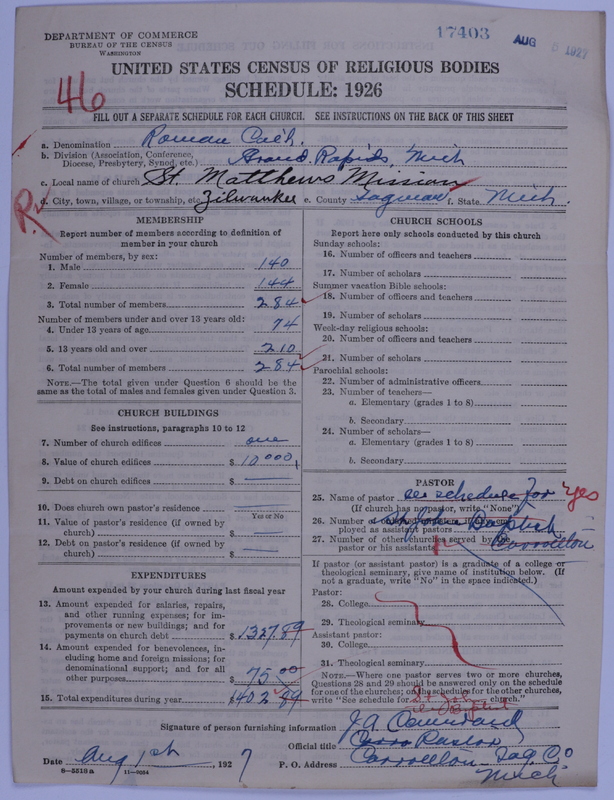 DEPARTMENT OF COMMERCE
BUREAU OF THE CENSUS
WASHINGTON
17403
AUG 5 1927
UNITED STATES CENSUS OF RELIGIOUS BODIES
SCHEDULE: 1926
46
FILL OUT A SEPARATE SCHEDULE FOR EACH CHURCH. SEE INSTRUCTIONS ON THE BACK OF THIS SHEET
a. Denomination Roman Cath.
b. Division (Association, Conference, Diocese, Presbytery, Synod, etc.) Grand Rapids, Mich
c. Local name of church St. Matthews Mission
d. City, town, village, or township, etc. Zilwaukee e. County Saginaw f. State Mich.
MEMBERSHIP
Report number of members according to definition of member in your church
Number of members, by sex:
1. Male 140
2. Female 144
3. Total number of members 284
Number of members under and over 13 years old:
4. Under 13 years of age 74
5. 13 years old and over 210
6. Total number of members 284
NOTE.—The total given under Question 6 should be the same as the total of males and females given under Question 3.
CHURCH BUILDINGS
See instructions, paragraphs 10 to 12
7. Number of church edifices one
8. Value of church edifices $ 10,000
9. Debt on church edifices $
10. Does church own pastor's residence?
Yes or No
11. Value of pastor's residence (if owned by church) $
12. Debt on pastor's residence (if owned by church) $
EXPENDITURES
Amount expended by your church during last fiscal year
13. Amount expended for salaries, repairs, and other running expenses; for improvements or new buildings; and for payments on church debt $ 1327.89
14. Amount expended for benevolences, including home and foreign missions; for denominational support; and for all other purposes $ 75.00
15. Total expenditures during year $ 1402.89
CHURCH SCHOOLS
Report here only schools conducted by this church
Sunday schools:
16. Number of officers and teachers
17. Number of scholars
Summer vacation Bible schools:
18. Number of officers and teachers
19. Number of scholars
Week-day religious schools:
20. Number of officers and teachers
21. Number of scholars
Parochial schools:
22. Number of administrative officers
23. Number of teachers—
a. Elementary (grades 1 to 8)
b. Secondary
24. Number of scholars—
a. Elementary (grades 1 to 8)
b. Secondary
PASTOR
25. Name of pastor see schedule for Yes
(If church has no pastor, write "None")
26. Number of
ployed as assistant pastors Baptist
27. Number of other churches served by the pastor or his assistants Carrollton
If pastor (or assistant pastor) is a graduate of a college or theological seminary, give name of institution below. (If not a graduate, write "No" in the space indicated.)
Pastor:
28. College
29. Theological seminary
Assistant pastor:
30. College
31. Theological seminary
NOTE.—Where one pastor serves two or more churches, Questions 28 and 29 should be answered only on the schedule for one of the churches; on the schedule for the other churches, write "See schedule for St. John Baptist church."
Signature of person furnishing information
Official title Pastor
Date Aug 1st, 1927 P. O. Address Carrollton Sag. Co Mich
8—5518a 11—9054